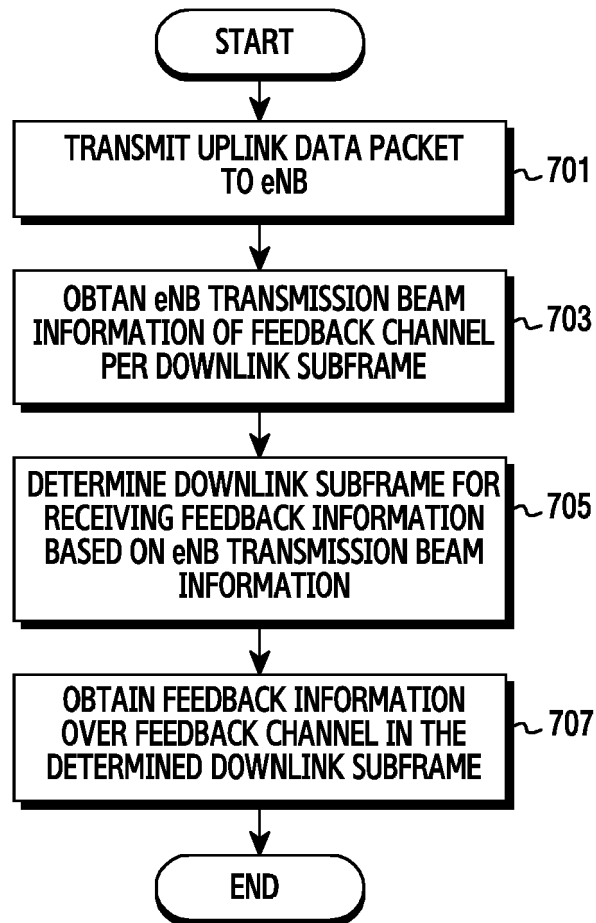 START
TRANSMIT UPLINK DATA PACKET
TO eNB
701
OBTAN eNB TRANSMISSION BEAM
INFORMATION OF FEEDBACK CHANNEL
PER DOWNLINK SUBFRAME
703
DETERMINE DOWNLINK SUBFRAME FOR
RECEIVING FEEDBACK INFORMATION
BASED ON eNB TRANSMISSION BEAM
INFORMATION
705
OBTAIN FEEDBACK INFORMATION
OVER FEEDBACK CHANNEL IN THE
DETERMINED DOWNLINK SUBFRAME
707
END